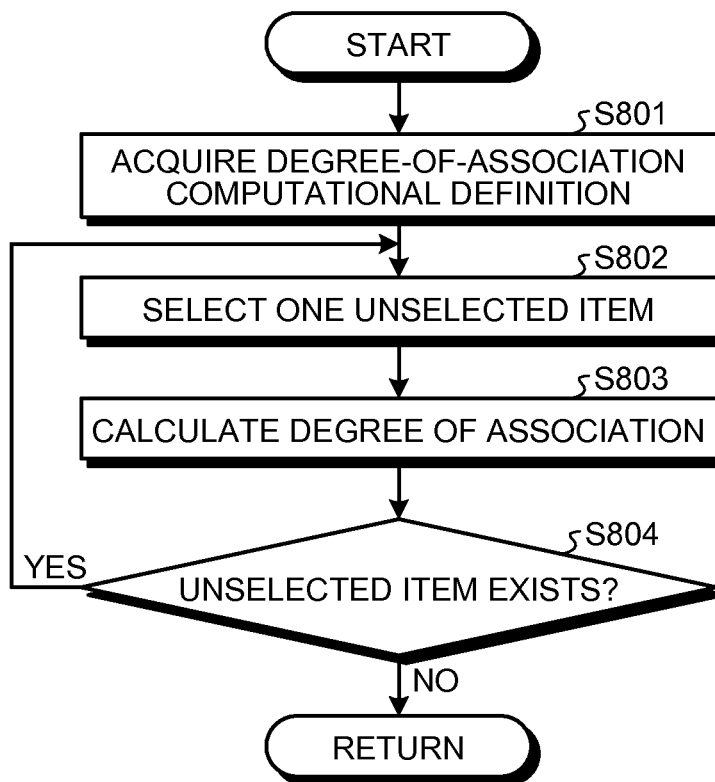 START
S801
ACQUIRE DEGREE-OF-ASSOCIATION
COMPUTATIONAL DEFINITION
S802
SELECT ONE UNSELECTED ITEM
S803
CALCULATE DEGREE OF ASSOCIATION
S804
YES
UNSELECTED ITEM EXISTS?
NO
RETURN